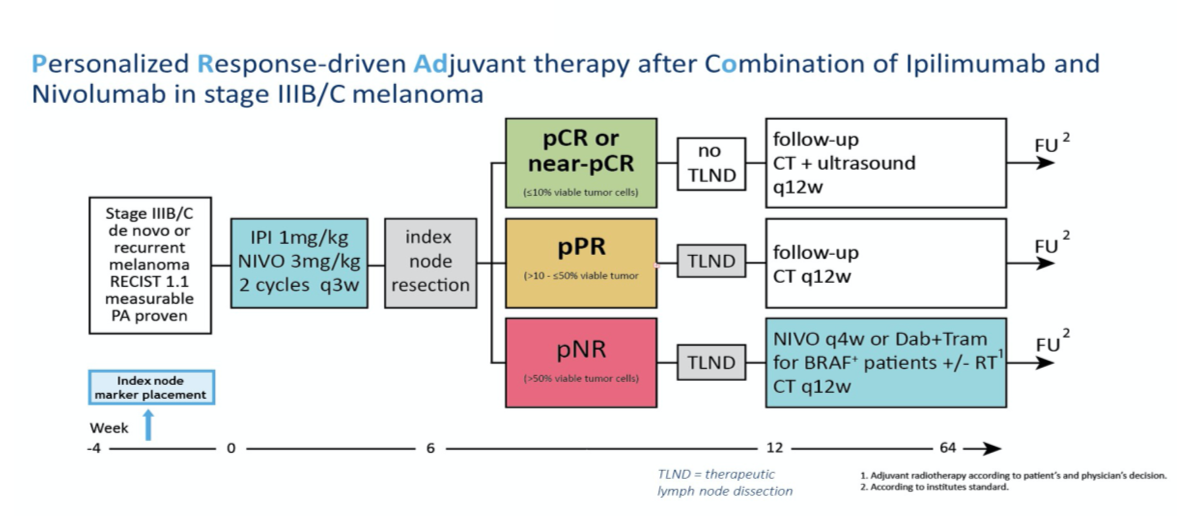 Personalized Response-driven Adjuvant therapy after Combination of Ipilimumab and
Nivolumab in stage IIIB/C melanoma
Stage IIIB/C
de novo or
recurrent
melanoma
RECIST 1.1
measurable
PA proven
IPI 1mg/kg
NIVO 3mg/kg
2 cycles q3w
index
node
resection
pCR or
near-pCR
(≤10% viable tumor cells)
no
TLND
follow-up
CT + ultrasound
q12w
FU 2
pPR
(>10 - ≤50% viable tumor
TLND
follow-up
CT q12w
FU 2
pNR
(>50% viable tumor cells)
TLND
NIVO q4w or Dab+Tram
for BRAF+ patients +/- RT1
CT q12w
FU 2
Index node
marker placement
Week
-4 0 6 12 64
TLND = therapeutic
lymph node dissection
1. Adjuvant radiotherapy according to patient's and physician's decision.
2. According to institutes standard.